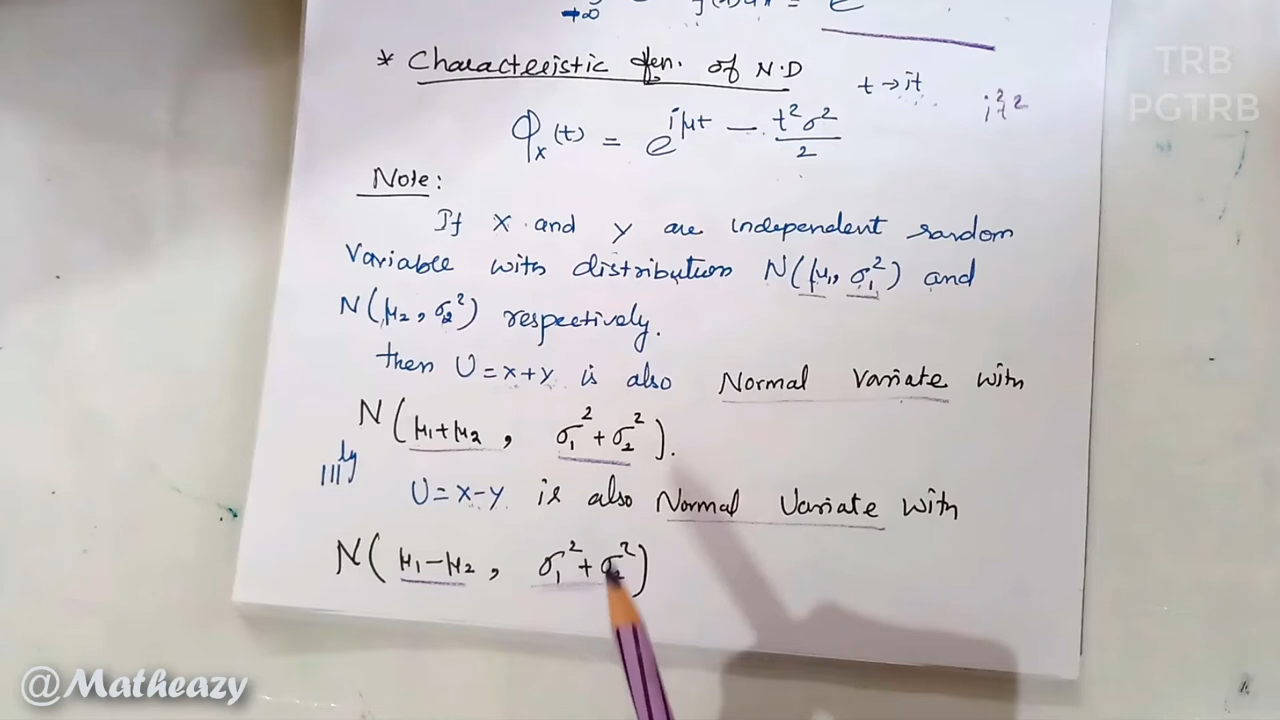 →∞
* Characteristic fn. of N.D
t → it
i²t²
TRB
PGTRB
φₓ(t) = e^{iμt − t²σ²/2}
Note:
If X and y are independent random
Variable with distribution N(μ₁, σ₁²) and
N(μ₂, σ₂²) respectively.
then U = x+y is also Normal Variate with
N(μ₁+μ₂, σ₁²+σ₂²).
|||ly
U = x-y is also Normal Variate with
N(μ₁-μ₂, σ₁²+σ₂²)
@Matheazy